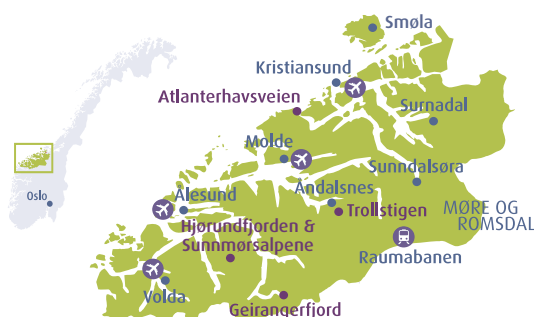 Smøla
Kristiansund
Atlanterhavsveien
Surnadal
Molde
Sunndalsøra
Åndalsnes
Ålesund
Trollstigen
MØRE OG
ROMSDAL
Oslo
Hjørundfjorden &
Sunnmørsalpene
Raumabanen
Volda
Geirangerfjord